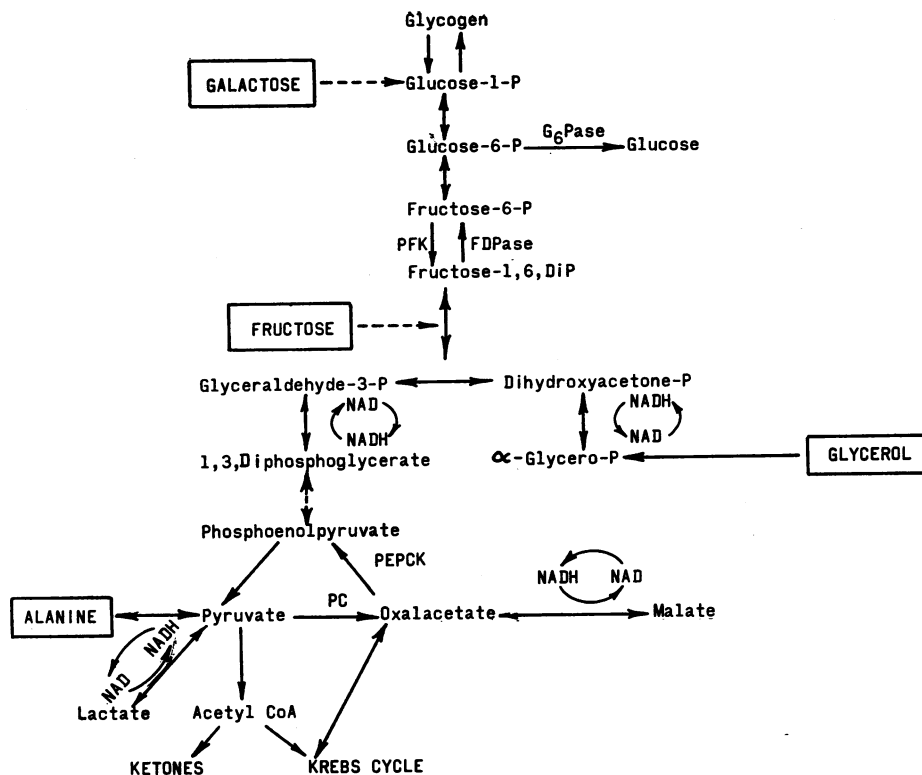 Glycogen
GALACTOSE
Glucose-1-P
Glucose-6-P
G6Pase
Glucose
Fructose-6-P
PFK
FDPase
Fructose-1,6,DiP
FRUCTOSE
Glyceraldehyde-3-P
Dihydroxyacetone-P
NAD
NADH
NADH
NAD
1,3,Diphosphoglycerate
α-Glycero-P
GLYCEROL
Phosphoenolpyruvate
PEPCK
NADH
NAD
ALANINE
Pyruvate
PC
Oxalacetate
Malate
NADH
NAD
Lactate
Acetyl CoA
KETONES
KREBS CYCLE